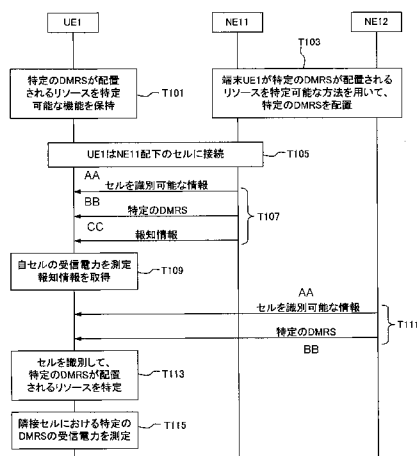 UE1
NE11
NE12
T103
特定のDMRSが配置
されるリソースを特定
可能な機能を保持
T101
端末UE1が特定のDMRSが配置される
リソースを特定可能な方法を用いて、
特定のDMRSを配置
UE1はNE11配下のセルに接続
T105
AA
セルを識別可能な情報
BB
特定のDMRS
CC
報知情報
T107
自セルの受信電力を測定
報知情報を取得
T109
AA
セルを識別可能な情報
特定のDMRS
BB
T111
セルを識別して、
特定のDMRSが配置
されるリソースを特定
T113
隣接セルにおける特定の
DMRSの受信電力を測定
T115